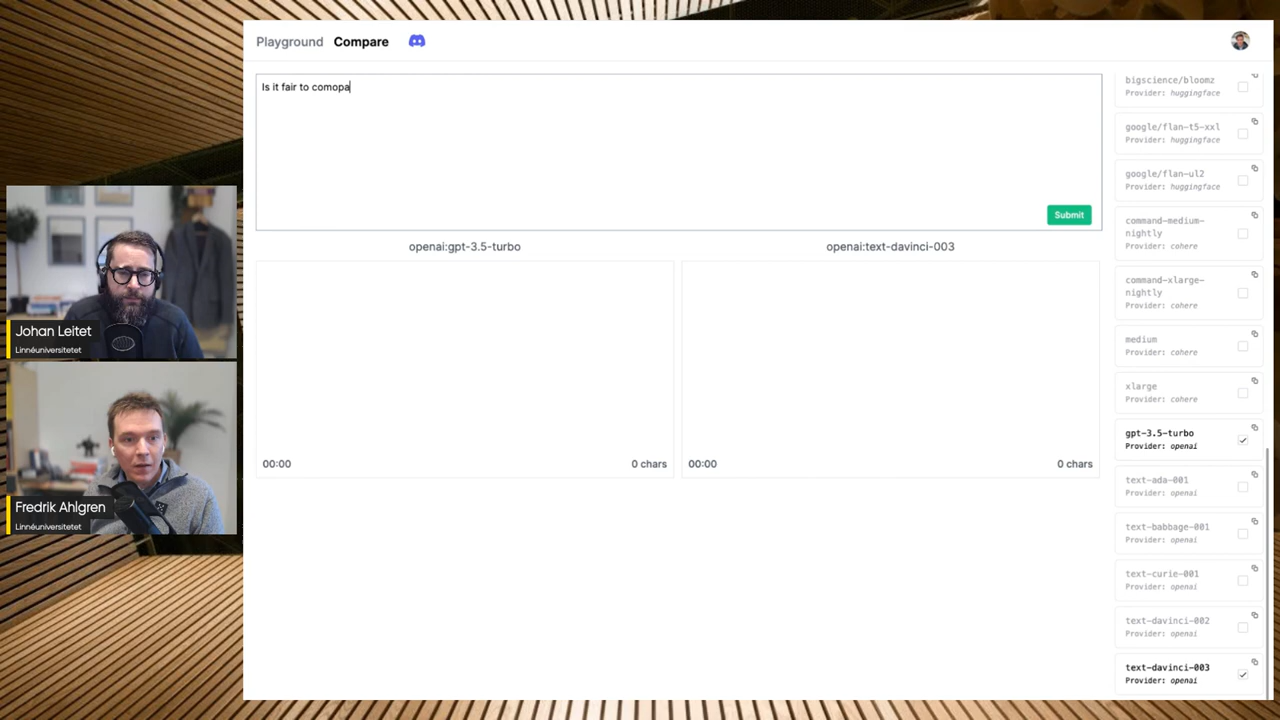 Playground Compare
Is it fair to comopa
Submit
openai:gpt-3.5-turbo
openai:text-davinci-003
00:00
0 chars
00:00
0 chars
bigscience/bloomz
Provider: huggingface
google/flan-t5-xxl
Provider: huggingface
google/flan-ul2
Provider: huggingface
command-medium-
nightly
Provider: cohere
command-xlarge-
nightly
Provider: cohere
medium
Provider: cohere
xlarge
Provider: cohere
gpt-3.5-turbo
Provider: openai
text-ada-001
Provider: openai
text-babbage-001
Provider: openai
text-curie-001
Provider: openai
text-davinci-002
Provider: openai
text-davinci-003
Provider: openai
Johan Leitet
Linnéuniversitetet
Fredrik Ahlgren
Linnéuniversitetet